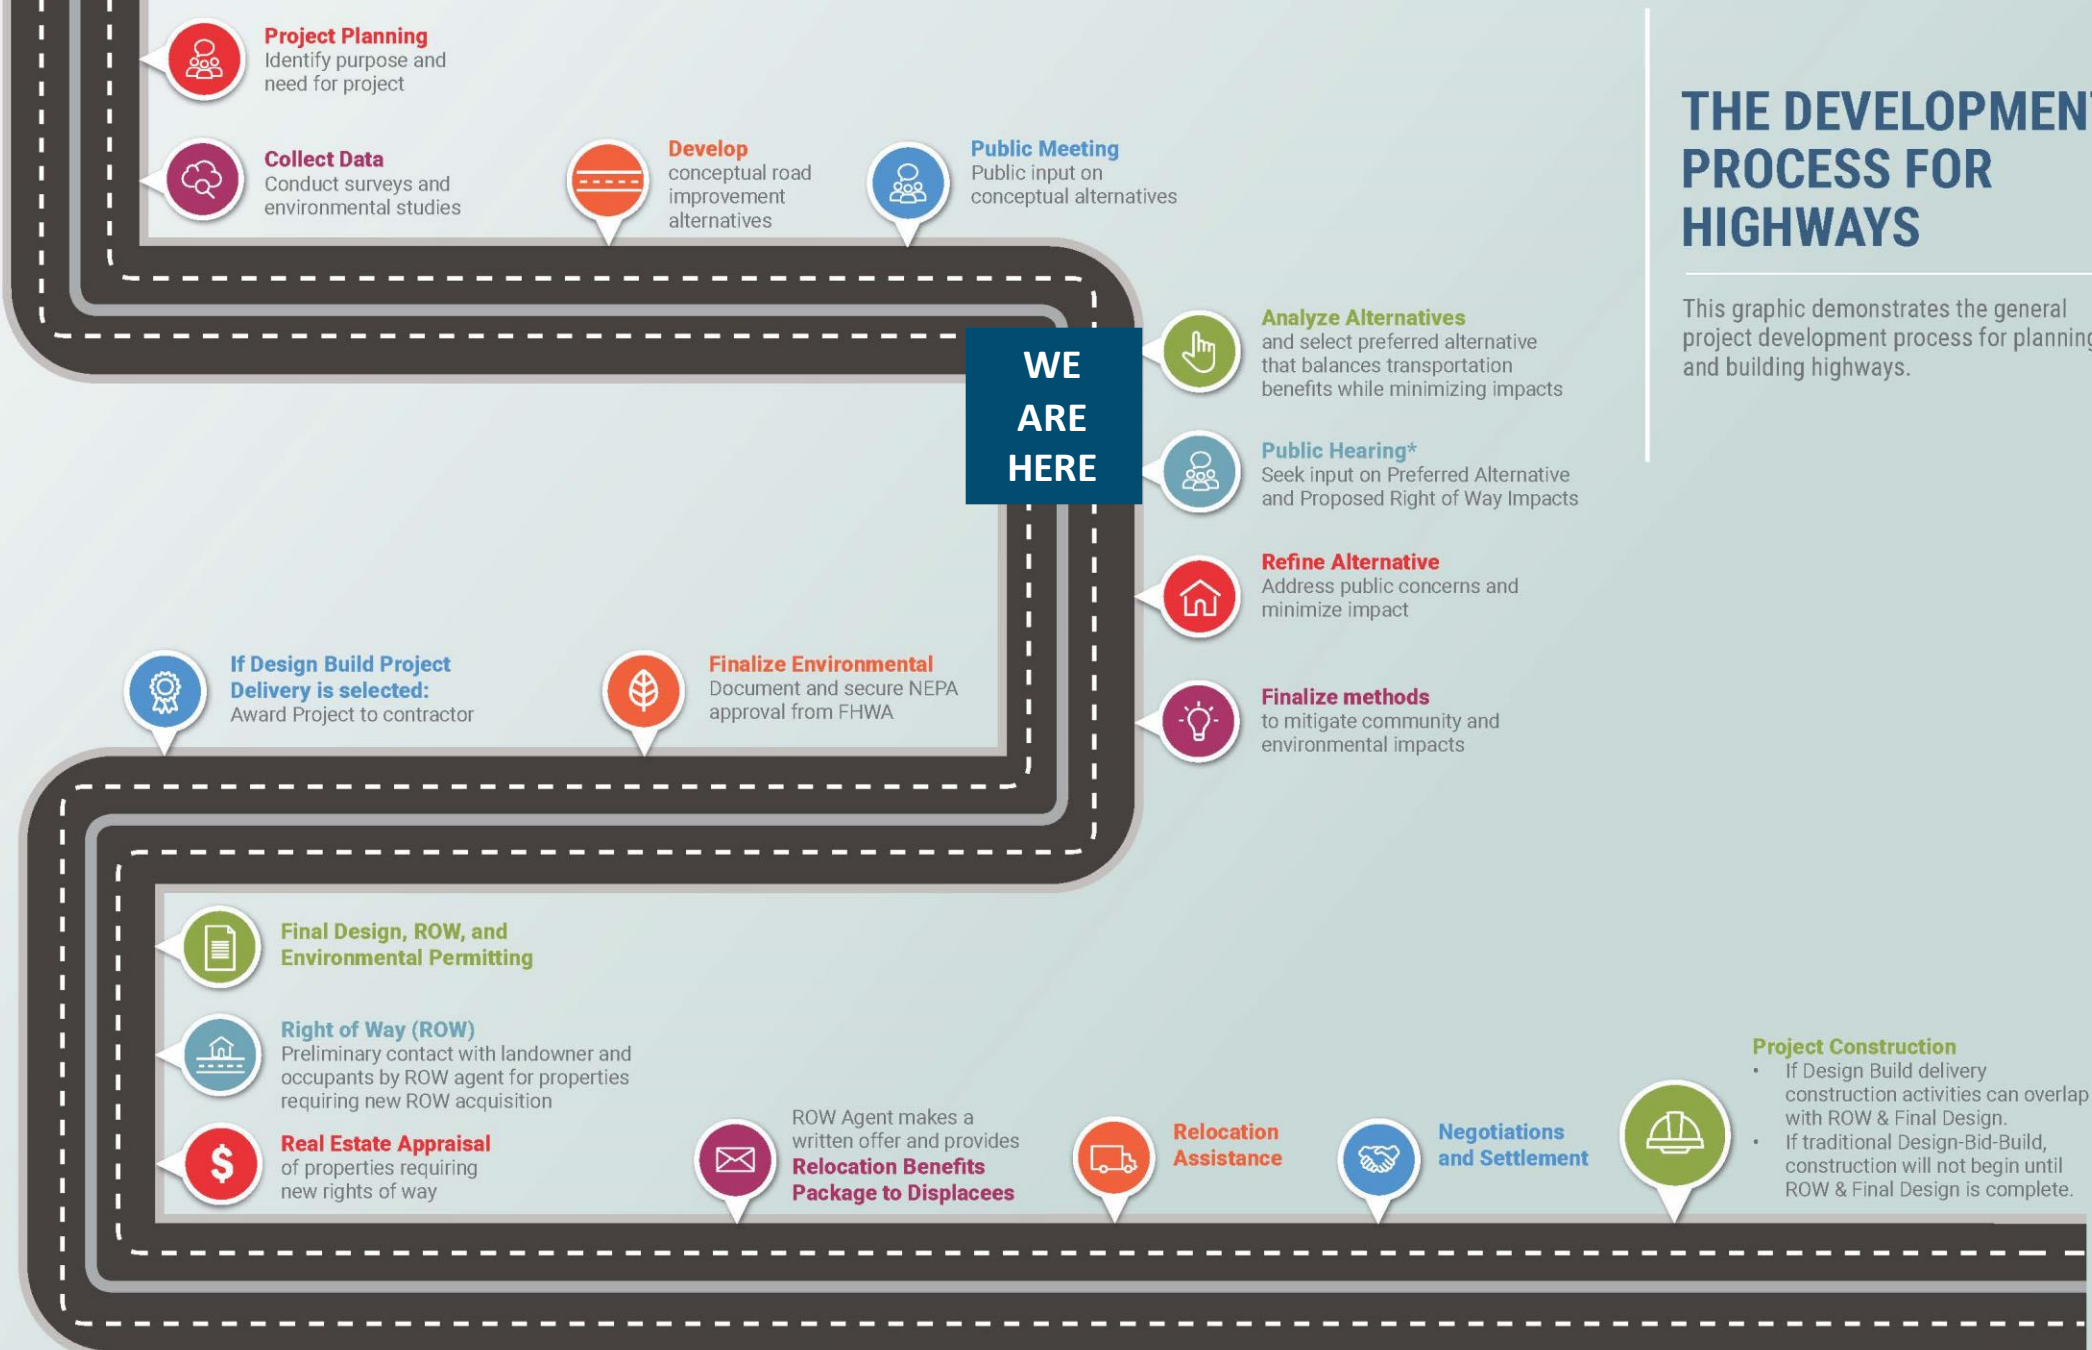 Project Planning
Identify purpose and
need for project
Collect Data
Conduct surveys and
environmental studies
Develop
conceptual road
improvement
alternatives
Public Meeting
Public input on
conceptual alternatives
THE DEVELOPMENT
PROCESS FOR
HIGHWAYS
This graphic demonstrates the general
project development process for planning
and building highways.
WE
ARE
HERE
Analyze Alternatives
and select preferred alternative
that balances transportation
benefits while minimizing impacts
Public Hearing*
Seek input on Preferred Alternative
and Proposed Right of Way Impacts
Refine Alternative
Address public concerns and
minimize impact
Finalize methods
to mitigate community and
environmental impacts
Finalize Environmental
Document and secure NEPA
approval from FHWA
If Design Build Project
Delivery is selected:
Award Project to contractor
Final Design, ROW, and
Environmental Permitting
Right of Way (ROW)
Preliminary contact with landowner and
occupants by ROW agent for properties
requiring new ROW acquisition
$
Real Estate Appraisal
of properties requiring
new rights of way
ROW Agent makes a
written offer and provides
Relocation Benefits
Package to Displacees
Relocation
Assistance
Negotiations
and Settlement
Project Construction
• If Design Build delivery
construction activities can overlap
with ROW & Final Design.
• If traditional Design-Bid-Build,
construction will not begin until
ROW & Final Design is complete.